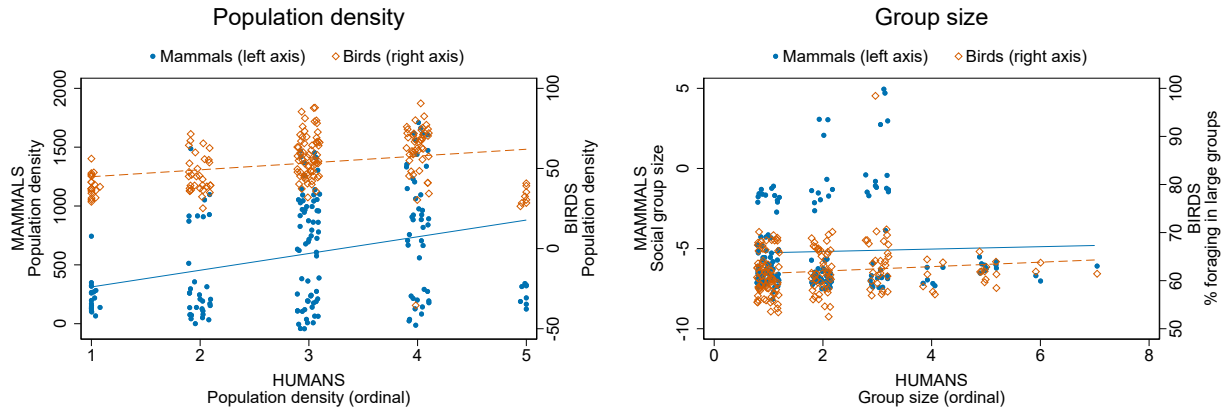 Population density
Mammals (left axis)
Birds (right axis)
MAMMALS
Population density
2000
1500
1000
500
0
100
50
0
-50
BIRDS
Population density
1
2
3
4
5
HUMANS
Population density (ordinal)
Group size
Mammals (left axis)
Birds (right axis)
MAMMALS
Social group size
5
0
-5
-10
100
90
80
70
60
50
BIRDS
% foraging in large groups
0
2
4
6
8
HUMANS
Group size (ordinal)